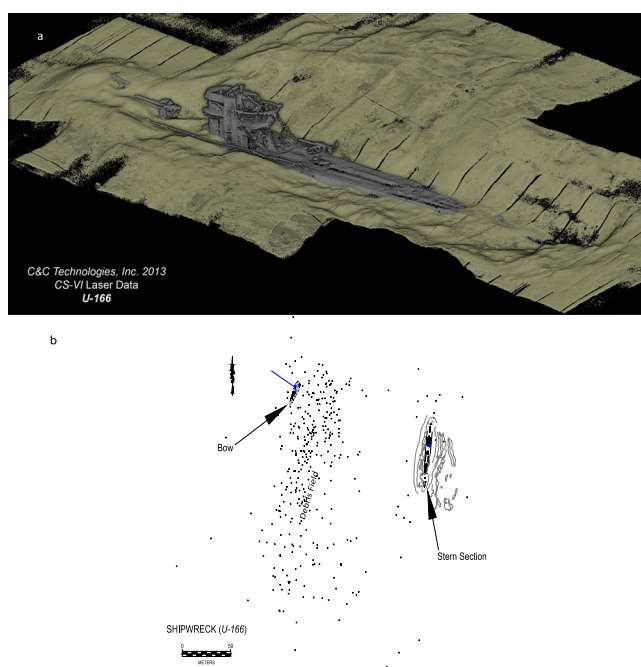 a
C&C Technologies, Inc. 2013
CS-VI Laser Data
U-166
b
Bow
Debris Field
Stern Section
SHIPWRECK (U-166)
0 50
METERS